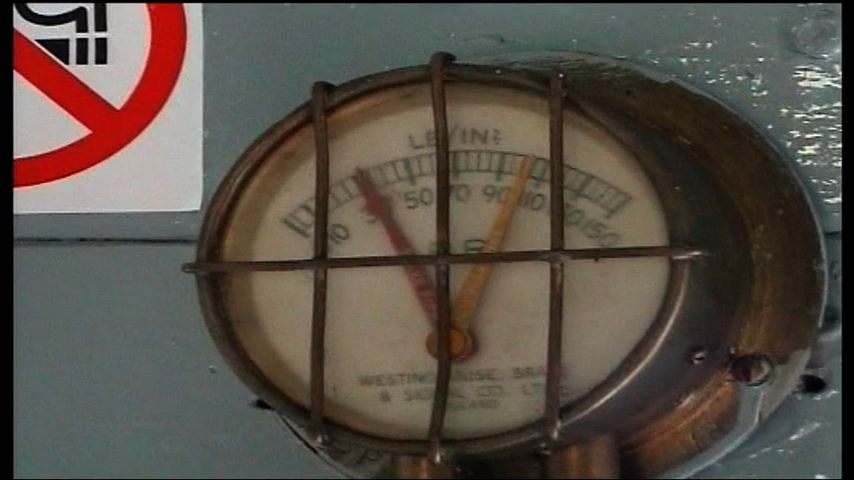 LB/IN²
10 30 50 70 90 110 130 150
WESTINGHOUSE BRAKE
& SIGNAL CO. LTD.
ENGLAND